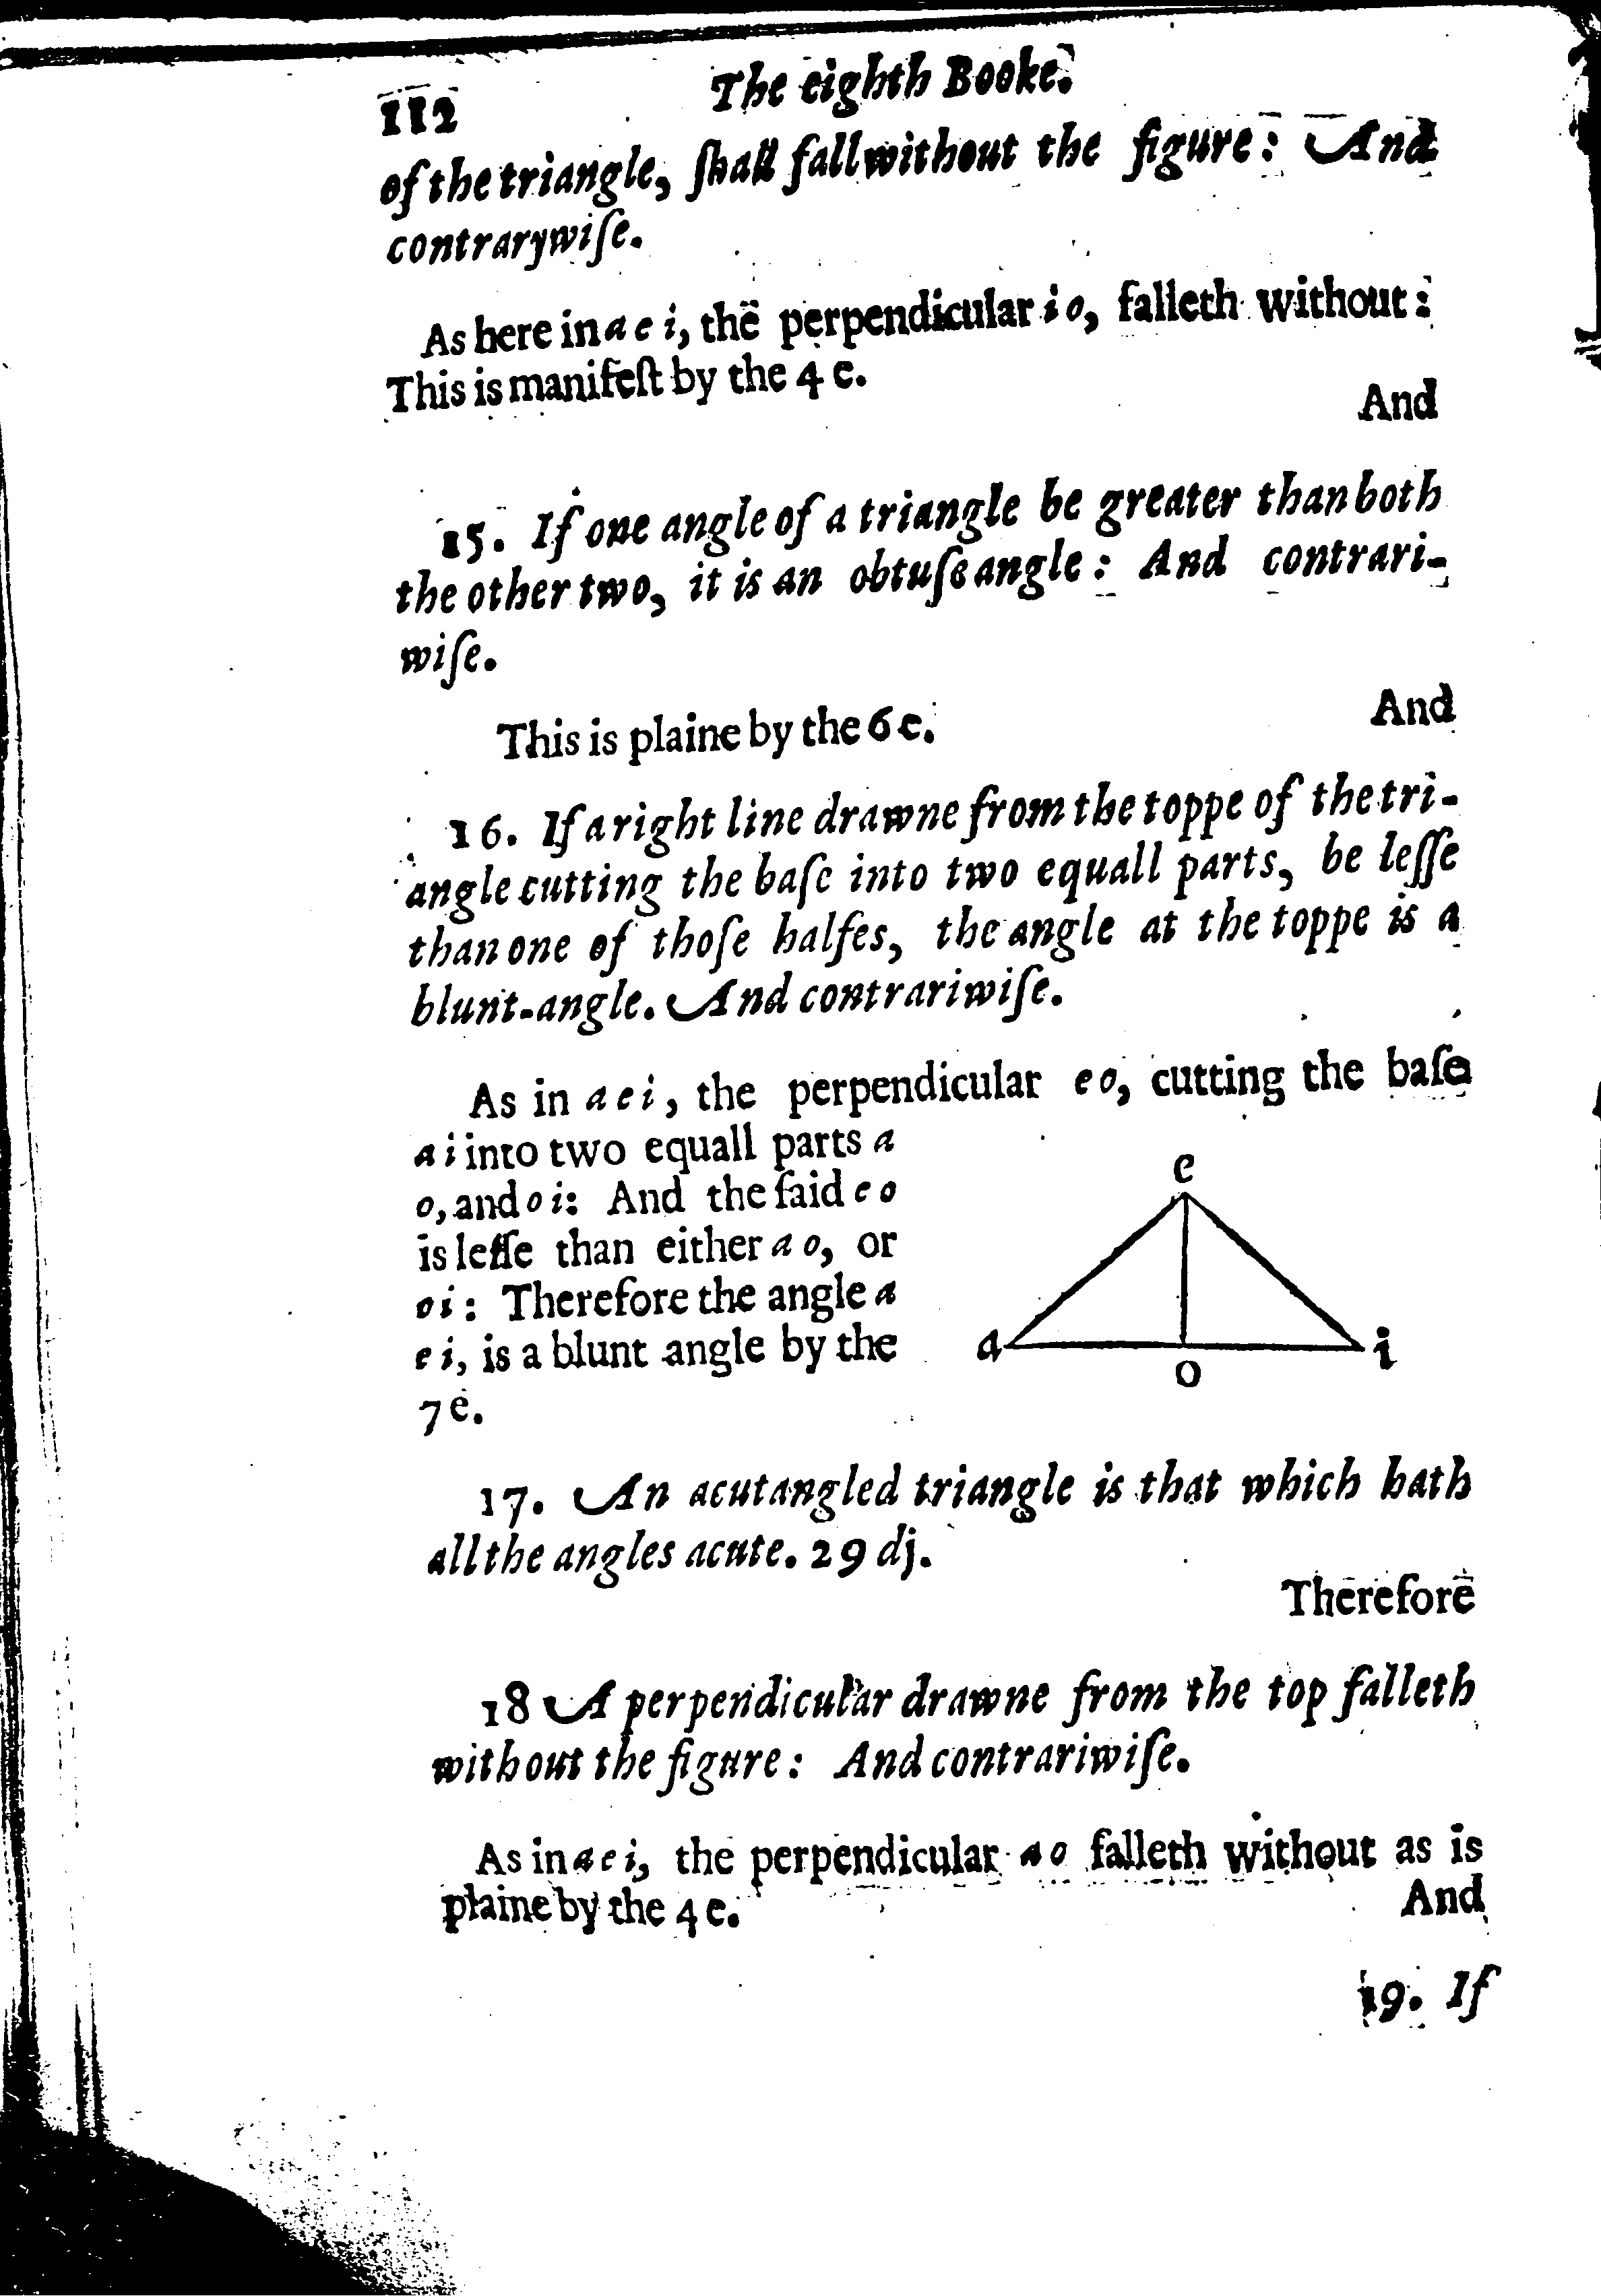 112
The eighth Booke.
of the triangle, ſhall fall without the figure: And
contrarywiſe.
As here in a e i, the perpendicular i o, falleth without:
This is manifeſt by the 4 e.
And
15. If one angle of a triangle be greater than both
the other two, it is an obtuſe angle: And contrari-
wiſe.
This is plaine by the 6 e.
And
16. If a right line drawne from the toppe of the tri-
angle cutting the baſe into two equall parts, be leſſe
than one of thoſe halfes, the angle at the toppe is a
blunt-angle. And contrariwiſe.
As in a e i, the perpendicular e o, cutting the baſe
a i into two equall parts a
o, and o i: And the ſaid e o
is leſſe than either a o, or
o i: Therefore the angle a
e i, is a blunt angle by the
7 e.
e
a
i
o
17. An acutangled triangle is that which hath
all the angles acute. 29 dj.
Therefore
18 A perpendicular drawne from the top falleth
without the figure: And contrariwiſe.
As in a e i, the perpendicular a o falleth without as is
plaine by the 4 e.
And
19. If